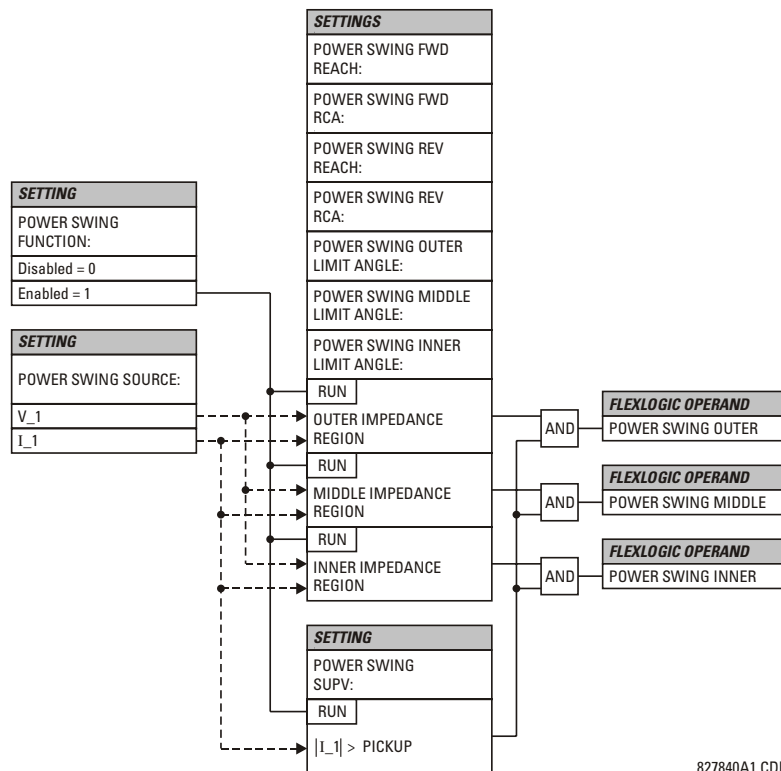 SETTINGS
POWER SWING FWD
REACH:
POWER SWING FWD
RCA:
POWER SWING REV
REACH:
POWER SWING REV
RCA:
POWER SWING OUTER
LIMIT ANGLE:
POWER SWING MIDDLE
LIMIT ANGLE:
POWER SWING INNER
LIMIT ANGLE:
RUN
OUTER IMPEDANCE
REGION
RUN
MIDDLE IMPEDANCE
REGION
RUN
INNER IMPEDANCE
REGION
SETTING
POWER SWING
FUNCTION:
Disabled = 0
Enabled = 1
SETTING
POWER SWING SOURCE:
V_1
I_1
SETTING
POWER SWING
SUPV:
RUN
|I_1| > PICKUP
AND
FLEXLOGIC OPERAND
POWER SWING OUTER
AND
FLEXLOGIC OPERAND
POWER SWING MIDDLE
AND
FLEXLOGIC OPERAND
POWER SWING INNER